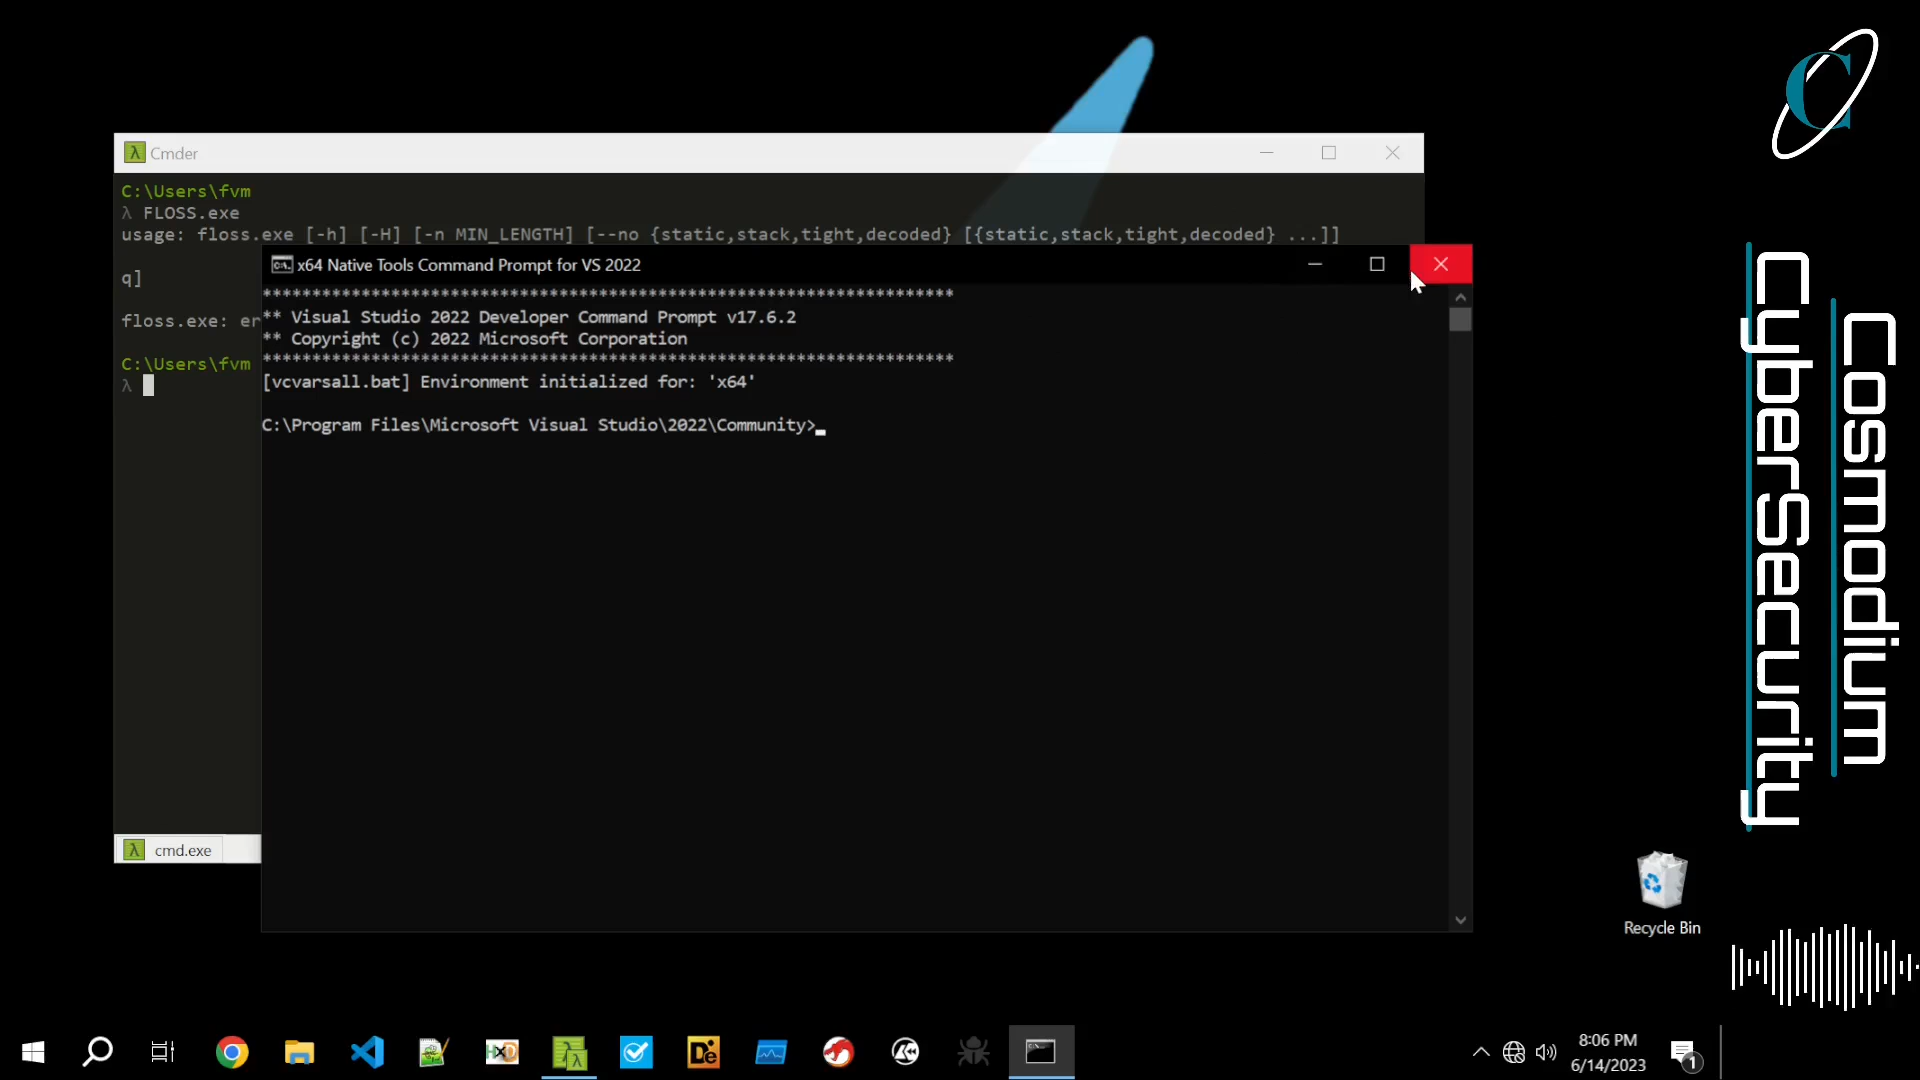 Cmder
C:\Users\fvm
λ FLOSS.exe
usage: floss.exe [-h] [-H] [-n MIN_LENGTH] [--no {static,stack,tight,decoded} [{static,stack,tight,decoded} ...]]
q]
floss.exe: er
C:\Users\fvm
λ
cmd.exe
x64 Native Tools Command Prompt for VS 2022
**********************************************************************
** Visual Studio 2022 Developer Command Prompt v17.6.2
** Copyright (c) 2022 Microsoft Corporation
**********************************************************************
[vcvarsall.bat] Environment initialized for: 'x64'
C:\Program Files\Microsoft Visual Studio\2022\Community>
C
Cosmodium
CyberSecurity
Recycle Bin
HXD
De
8:06 PM
6/14/2023
1